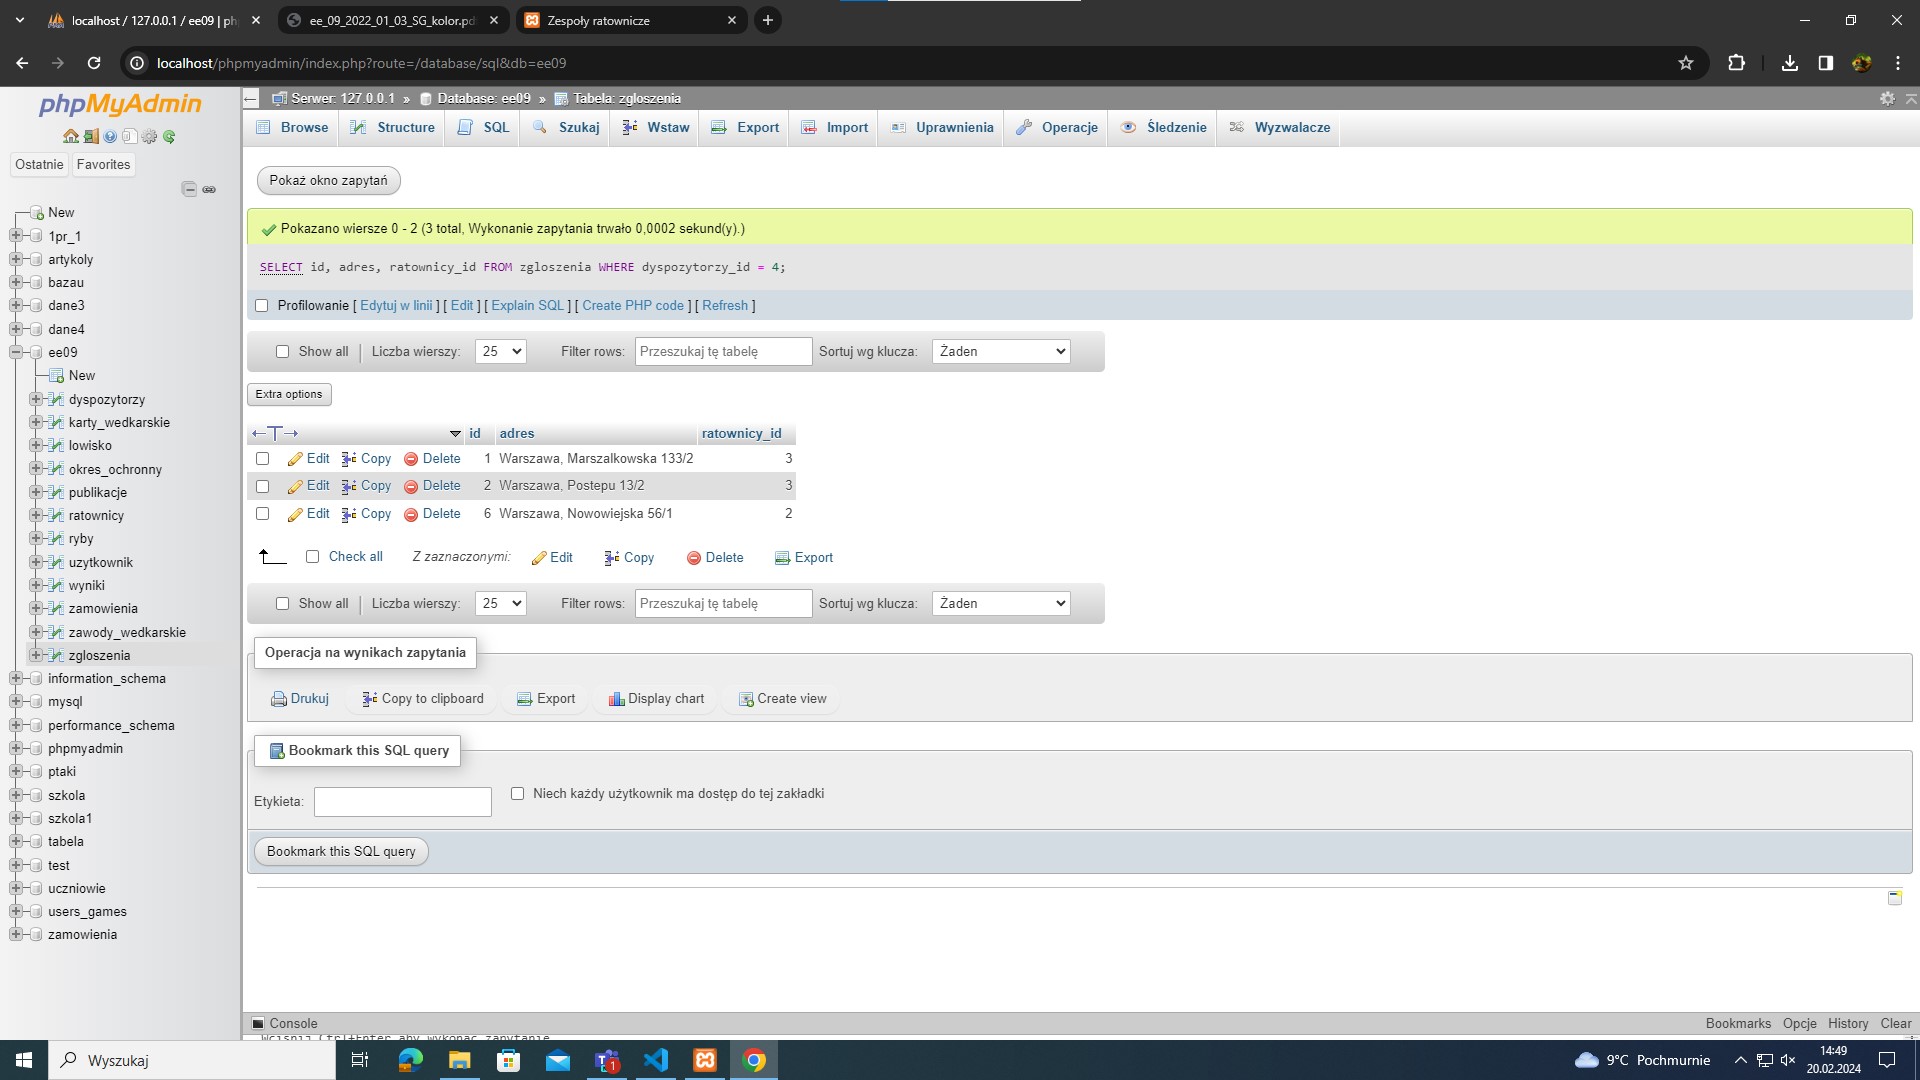 localhost / 127.0.0.1 / ee09 | ph
ee_09_2022_01_03_SG_kolor.pd
Zespoły ratownicze
localhost/phpmyadmin/index.php?route=/database/sql&db=ee09
phpMyAdmin
Ostatnie
Favorites
New
1pr_1
artykoly
bazau
dane3
dane4
ee09
New
dyspozytorzy
karty_wedkarskie
lowisko
okres_ochronny
publikacje
ratownicy
ryby
uzytkownik
wyniki
zamowienia
zawody_wedkarskie
zgloszenia
information_schema
mysql
performance_schema
phpmyadmin
ptaki
szkola
szkola1
tabela
test
uczniowie
users_games
zamowienia
Serwer: 127.0.0.1 » Database: ee09 » Tabela: zgloszenia
Browse Structure SQL Szukaj Wstaw Export Import Uprawnienia Operacje Śledzenie Wyzwalacze
Pokaż okno zapytań
Pokazano wiersze 0 - 2 (3 total, Wykonanie zapytania trwało 0,0002 sekund(y).)
SELECT id, adres, ratownicy_id FROM zgloszenia WHERE dyspozytorzy_id = 4;
Profilowanie [ Edytuj w linii ] [ Edit ] [ Explain SQL ] [ Create PHP code ] [ Refresh ]
Show all Liczba wierszy: 25 Filter rows: Przeszukaj tę tabelę Sortuj wg klucza: Żaden
Extra options
id adres ratownicy_id
Edit Copy Delete 1 Warszawa, Marszalkowska 133/2 3
Edit Copy Delete 2 Warszawa, Postepu 13/2 3
Edit Copy Delete 6 Warszawa, Nowowiejska 56/1 2
Check all Z zaznaczonymi: Edit Copy Delete Export
Show all Liczba wierszy: 25 Filter rows: Przeszukaj tę tabelę Sortuj wg klucza: Żaden
Operacja na wynikach zapytania
Drukuj Copy to clipboard Export Display chart Create view
Bookmark this SQL query
Etykieta: Niech każdy użytkownik ma dostęp do tej zakładki
Bookmark this SQL query
Console Bookmarks Opcje History Clear
Wciśnij Ctrl+Enter aby wykonać zapytanie
Wyszukaj
1
9°C Pochmurnie
14:49
20.02.2024